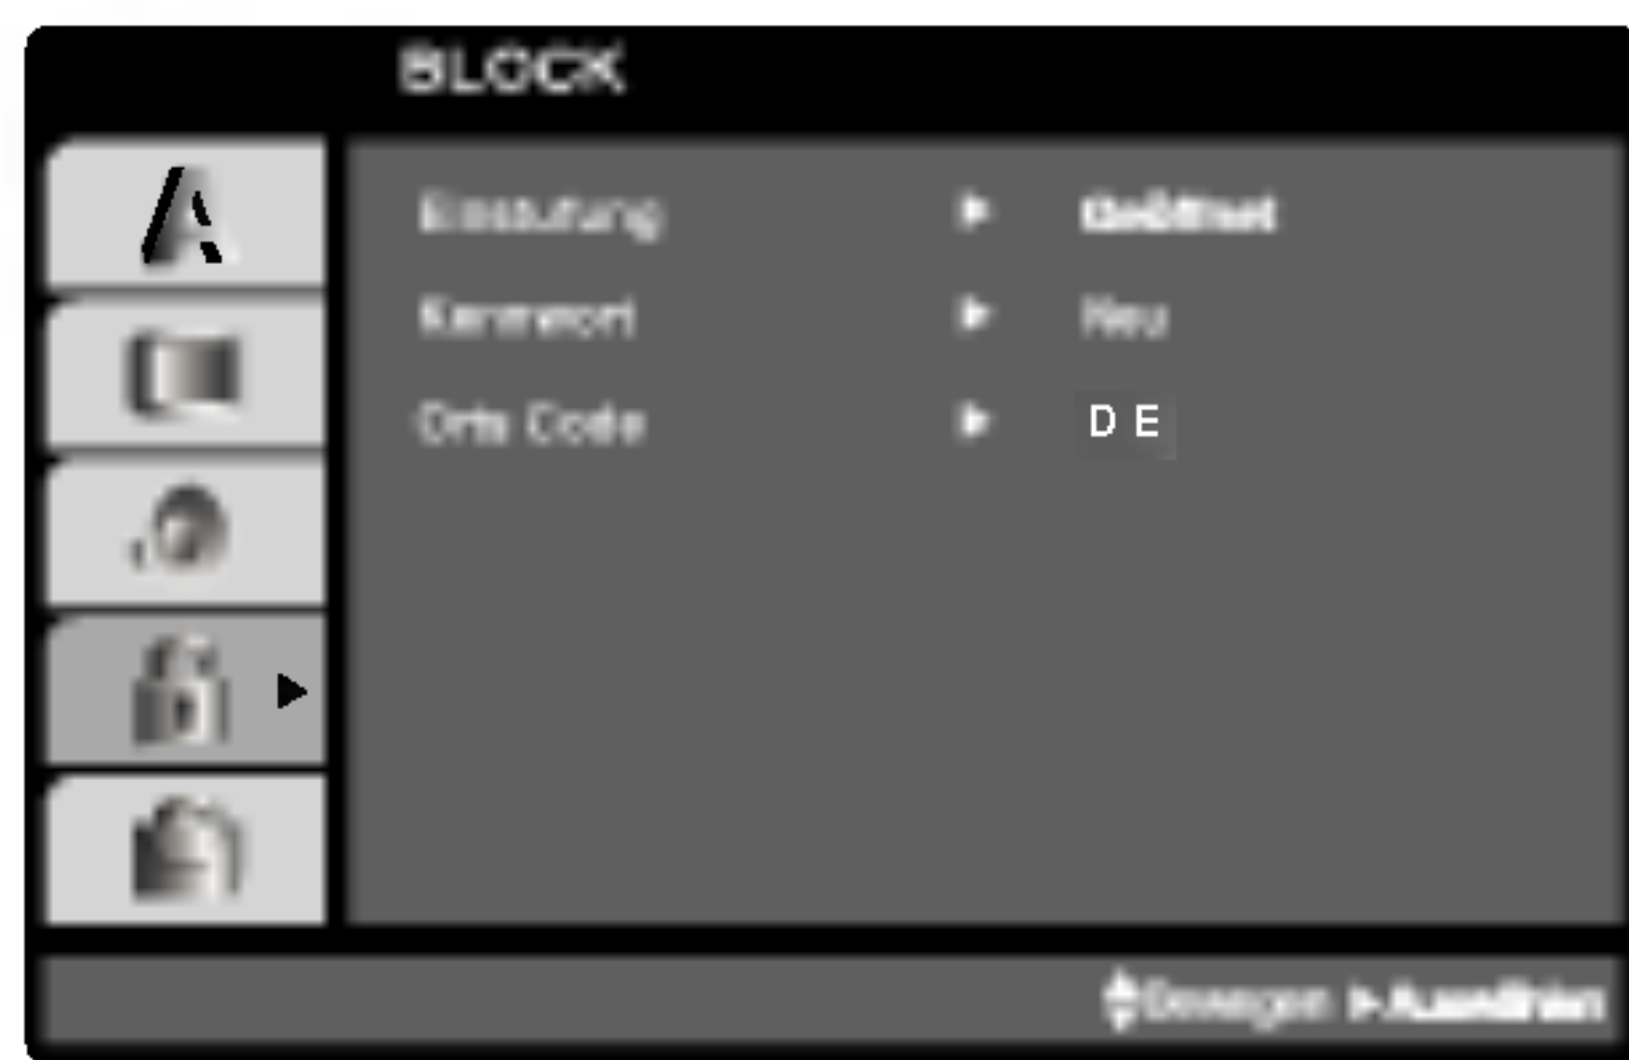 BLOCK
A
Einstufung Geöffnet
Kennwort Neu
Orts Code D E
Bewegen Auswählen